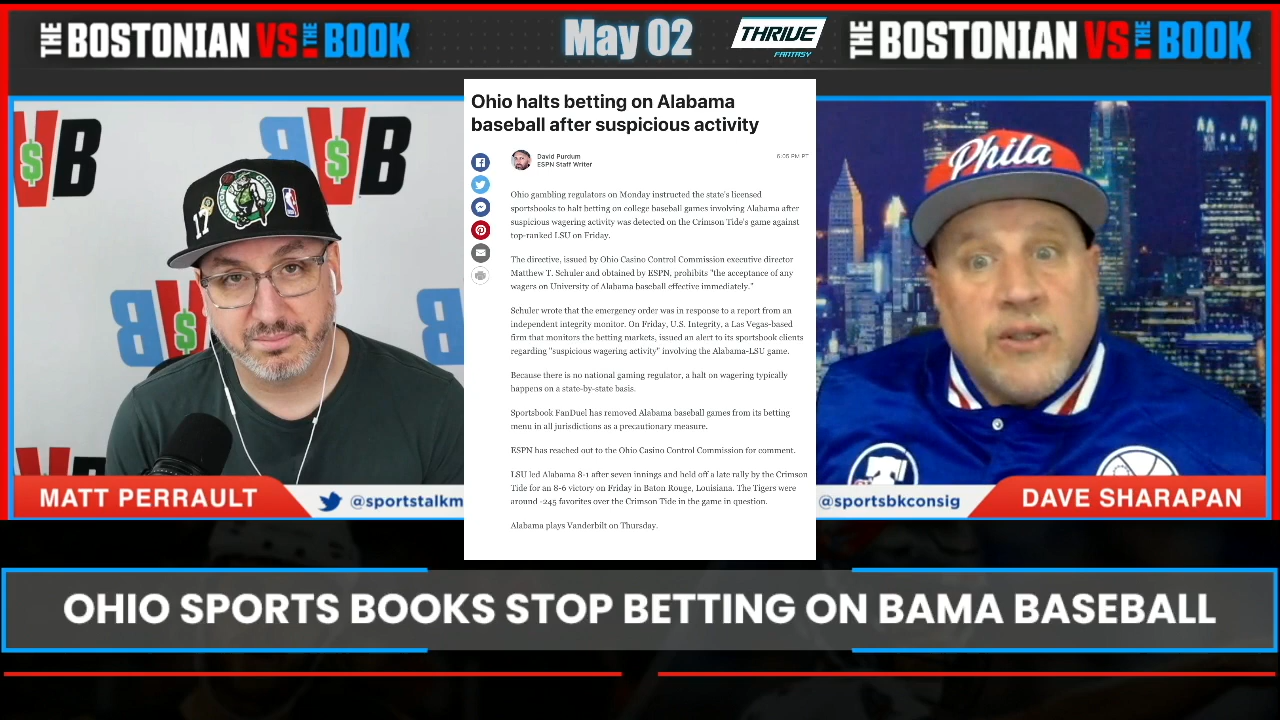 THE BOSTONIAN VS THE BOOK
May 02
THRIVE
FANTASY
THE BOSTONIAN VS THE BOOK
Ohio halts betting on Alabama
baseball after suspicious activity
David Purdum
ESPN Staff Writer
6:05 PM PT
Ohio gambling regulators on Monday instructed the state's licensed
sportsbooks to halt betting on college baseball games involving Alabama after
suspicious wagering activity was detected on the Crimson Tide's game against
top-ranked LSU on Friday.
The directive, issued by Ohio Casino Control Commission executive director
Matthew T. Schuler and obtained by ESPN, prohibits "the acceptance of any
wagers on University of Alabama baseball effective immediately."
Schuler wrote that the emergency order was in response to a report from an
independent integrity monitor. On Friday, U.S. Integrity, a Las Vegas-based
firm that monitors the betting markets, issued an alert to its sportsbook clients
regarding "suspicious wagering activity" involving the Alabama-LSU game.
Because there is no national gaming regulator, a halt on wagering typically
happens on a state-by-state basis.
Sportsbook FanDuel has removed Alabama baseball games from its betting
menu in all jurisdictions as a precautionary measure.
ESPN has reached out to the Ohio Casino Control Commission for comment.
LSU led Alabama 8-1 after seven innings and held off a late rally by the Crimson
Tide for an 8-6 victory on Friday in Baton Rouge, Louisiana. The Tigers were
around -245 favorites over the Crimson Tide in the game in question.
Alabama plays Vanderbilt on Thursday.
B V B
BVB
BV
17
BOSTON CELTICS
NBA
Phila
MATT PERRAULT
@sportstalkm
@sportsbkconsig
DAVE SHARAPAN
OHIO SPORTS BOOKS STOP BETTING ON BAMA BASEBALL